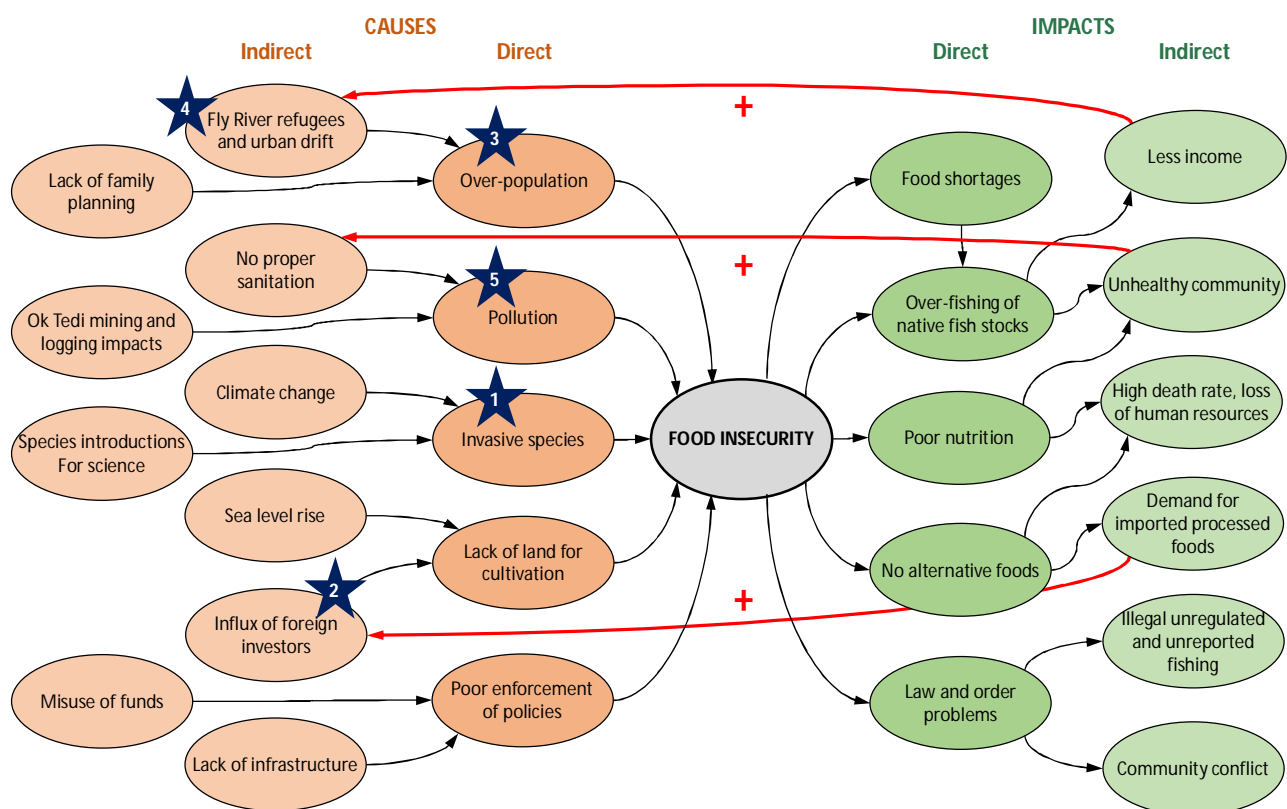 CAUSES
IMPACTS
Indirect
Direct
Direct
Indirect
4
Fly River refugees
and urban drift
Lack of family
planning
No proper
sanitation
Ok Tedi mining and
logging impacts
Climate change
Species introductions
For science
Sea level rise
2
Influx of foreign
investors
Misuse of funds
Lack of infrastructure
3
Over-population
5
Pollution
1
Invasive species
Lack of land for
cultivation
Poor enforcement
of policies
FOOD INSECURITY
+
+
+
Food shortages
Over-fishing of
native fish stocks
Poor nutrition
No alternative foods
Law and order
problems
Less income
Unhealthy community
High death rate, loss
of human resources
Demand for
imported processed
foods
Illegal unregulated
and unreported
fishing
Community conflict